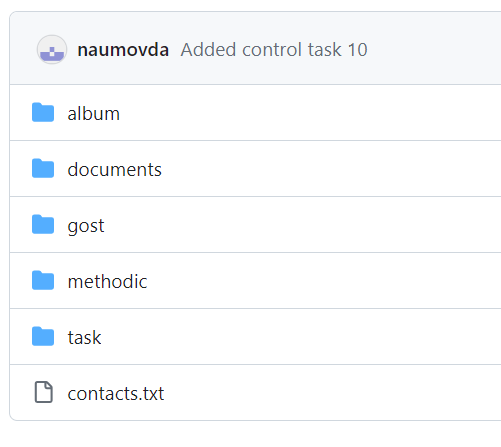 naumovda Added control task 10
album
documents
gost
methodic
task
contacts.txt